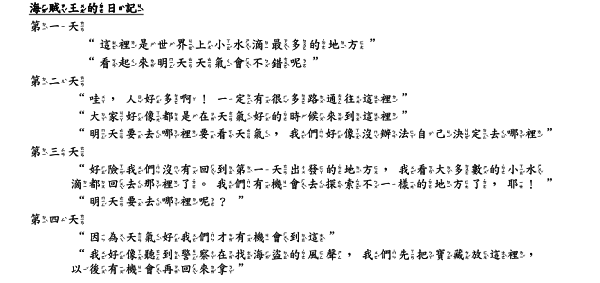 海賊王的日記
第一天
“這裡是世界上小水滴最多的地方”
“看起來明天天氣會不錯呢”
第二天
“哇，人好多啊！一定有很多路通往這裡”
“大家好像都是在天氣好的時候來到這裡”
“明天要去哪裡要看天氣，我們好像沒辦法自己決定去哪裡”
第三天
“好險我們沒有回到第一天出發的地方，我看大多數的小水
滴都回去那裡了。我們有機會去探索不一樣的地方了，耶！”
“明天要去哪裡呢？”
第四天
“因為天氣好我們才有機會到這”
“我好像聽到警察在找海盜的風聲，我們先把寶藏放這裡，
以後有機會再回來拿”